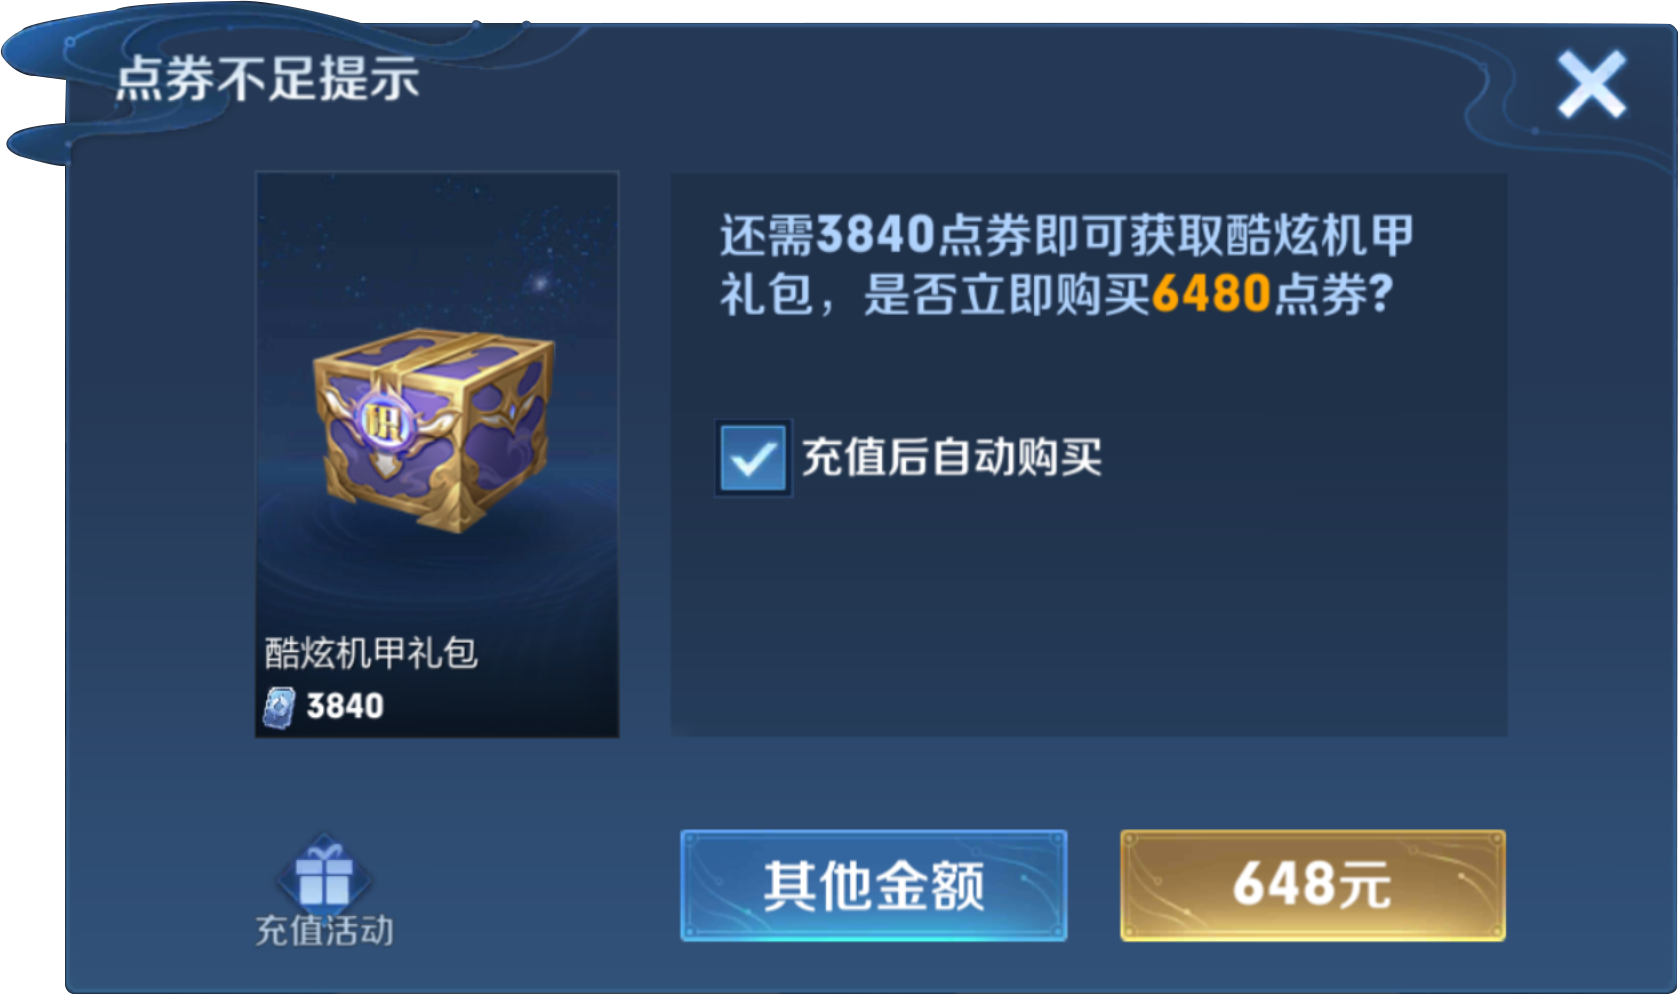 点券不足提示
还需3840点券即可获取酷炫机甲
礼包，是否立即购买6480点券?
积
充值后自动购买
酷炫机甲礼包
3840
充值活动
其他金额
648元